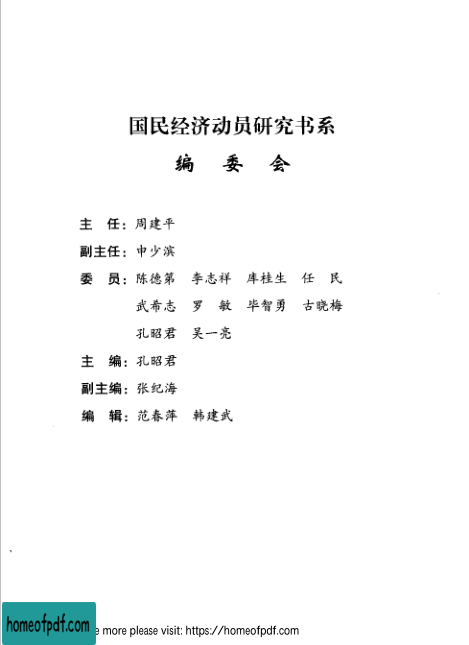 国民经济动员研究书系
编 委 会
主 任：周建平
副主任：申少滨
委 员：陈德第 李志祥 库桂生 任 民
武希志 罗 敏 毕智勇 古晓梅
孔昭君 吴一亮
主 编：孔昭君
副主编：张纪海
编 辑：范春萍 韩建武
homeofpdf.com
e more please visit: https://homeofpdf.com